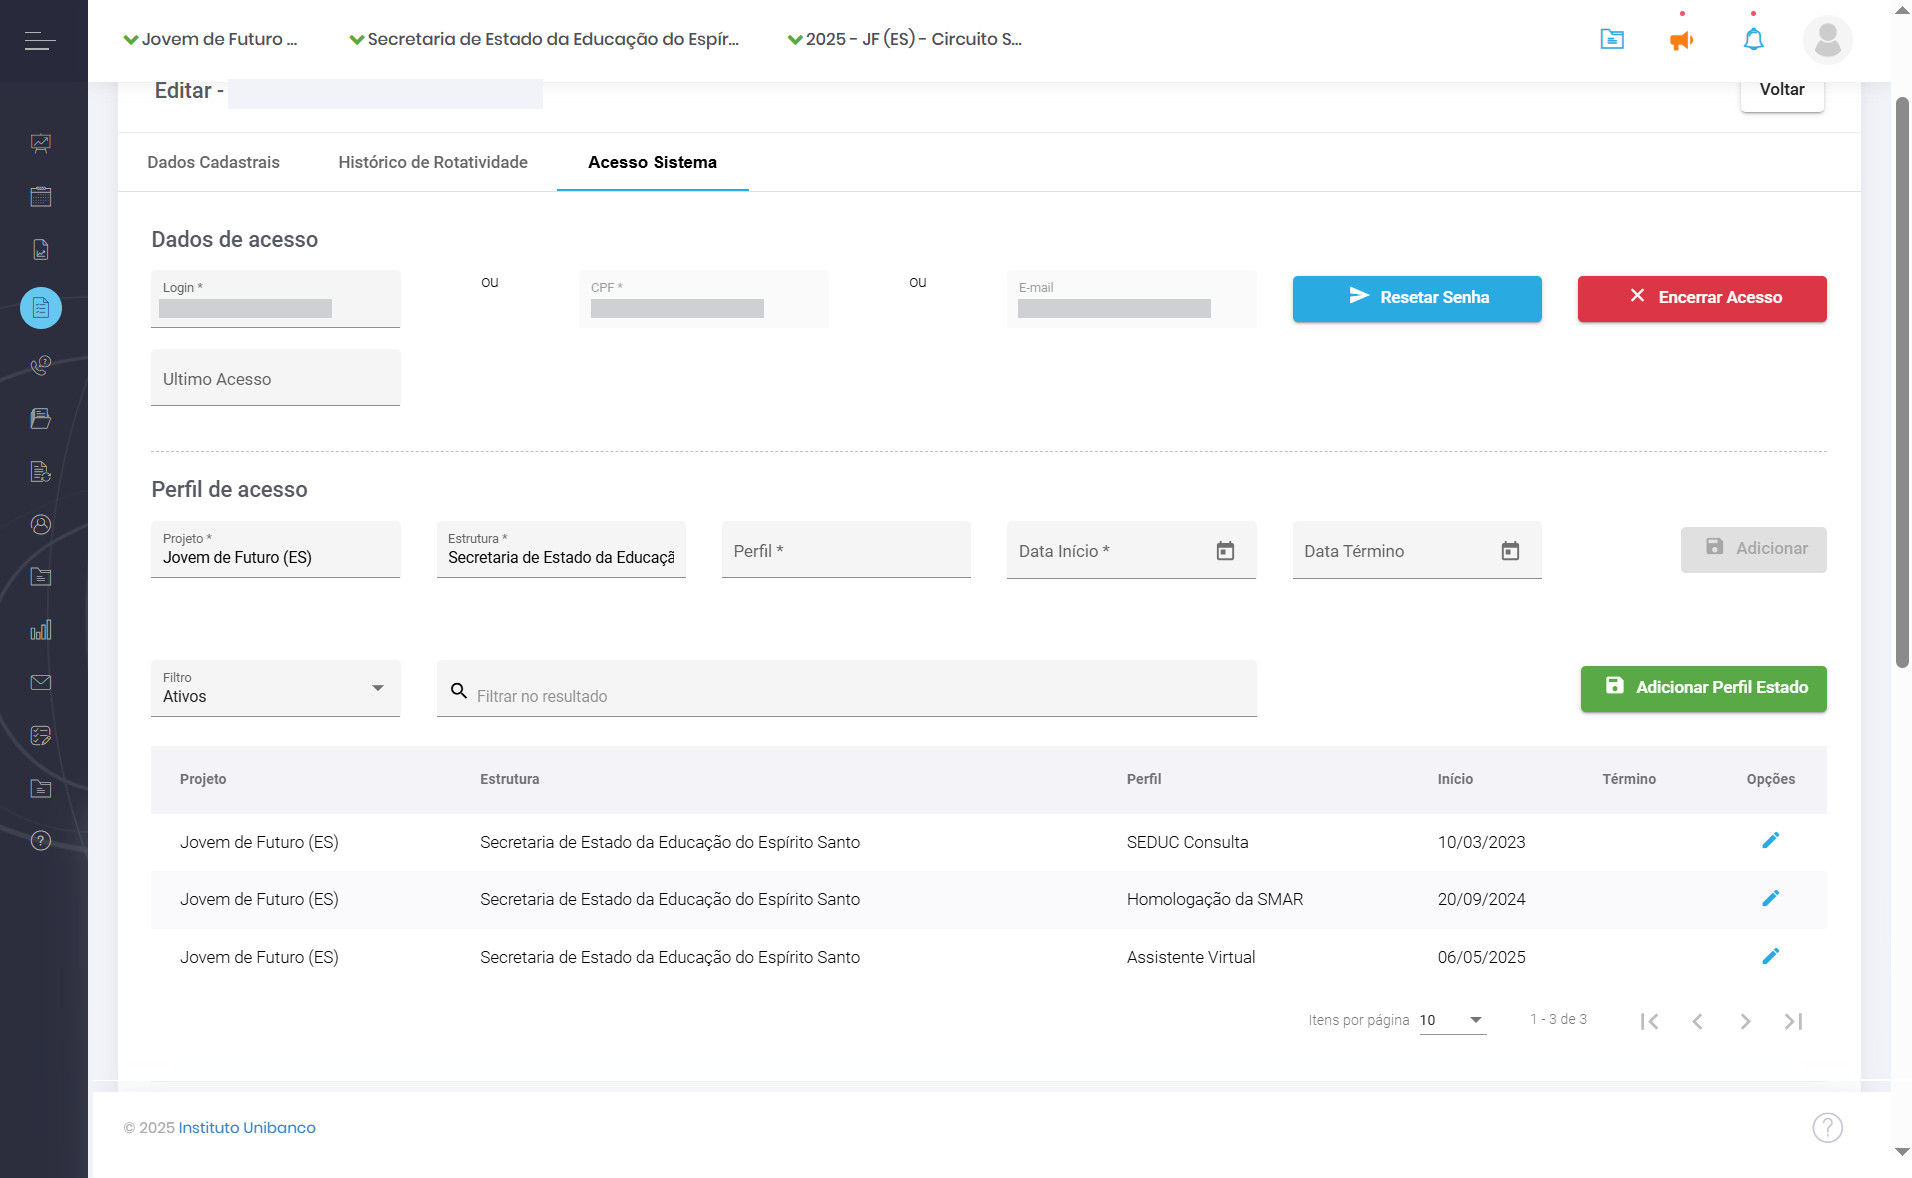 Jovem de Futuro ...
Secretaria de Estado da Educação do Espír...
2025 - JF (ES) - Circuito S...
Editar -
Voltar
Dados Cadastrais
Histórico de Rotatividade
Acesso Sistema
Dados de acesso
Login *
ou
CPF *
ou
E-mail
Resetar Senha
Encerrar Acesso
Ultimo Acesso
Perfil de acesso
Projeto *
Jovem de Futuro (ES)
Estrutura *
Secretaria de Estado da Educaçã
Perfil *
Data Início *
Data Término
Adicionar
Filtro
Ativos
Filtrar no resultado
Adicionar Perfil Estado
Projeto Estrutura Perfil Início Término Opções
Jovem de Futuro (ES) Secretaria de Estado da Educação do Espírito Santo SEDUC Consulta 10/03/2023
Jovem de Futuro (ES) Secretaria de Estado da Educação do Espírito Santo Homologação da SMAR 20/09/2024
Jovem de Futuro (ES) Secretaria de Estado da Educação do Espírito Santo Assistente Virtual 06/05/2025
Itens por página 10 1 - 3 de 3
© 2025 Instituto Unibanco